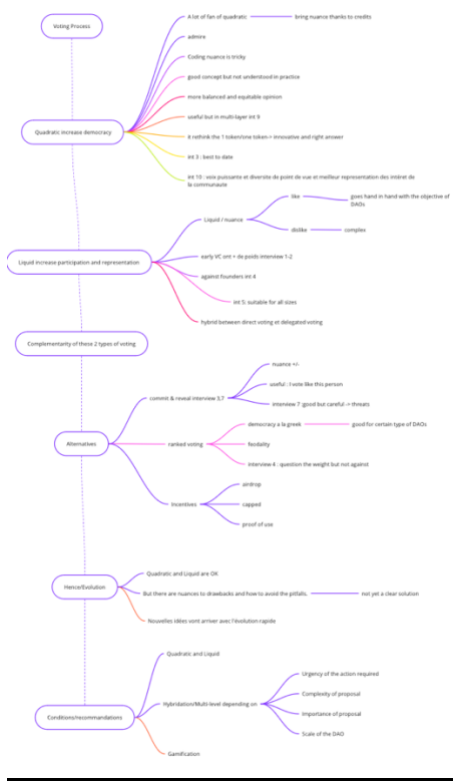 Voting Process
A lot of fan of quadratic
bring nuance thanks to credits
admire
Coding nuance is tricky
good concept but not understood in practice
more balanced and equitable opinion
useful but in multi-layer int 9
Quadratic increase democracy
it rethink the 1 token/one token-> innovative and right answer
int 3 : best to date
int 10 : voix puissante et diversite de point de vue et meilleur representation des intéret de
la communaute
Liquid / nuance
like
goes hand in hand with the objective of
DAOs
dislike
complex
Liquid increase participation and representation
early VC ont + de poids interview 1-2
against founders int 4
int 5: suitable for all sizes
hybrid between direct voting et delegated voting
Complementarity of these 2 types of voting
Alternatives
commit & reveal interview 3,7
nuance +/-
useful : I vote like this person
interview 7 :good but careful -> threats
ranked voting
democracy a la greek
good for certain type of DAOs
feodality
interview 4 : question the weight but not against
Incentives
airdrop
capped
proof of use
Hence/Evolution
Quadratic and Liquid are OK
But there are nuances to drawbacks and how to avoid the pitfalls.
not yet a clear solution
Nouvelles idées vont arriver avec l'évolution rapide
Conditions/recommandations
Quadratic and Liquid
Hybridation/Multi-level depending on
Urgency of the action required
Complexity of proposal
Importance of proposal
Scale of the DAO
Gamification